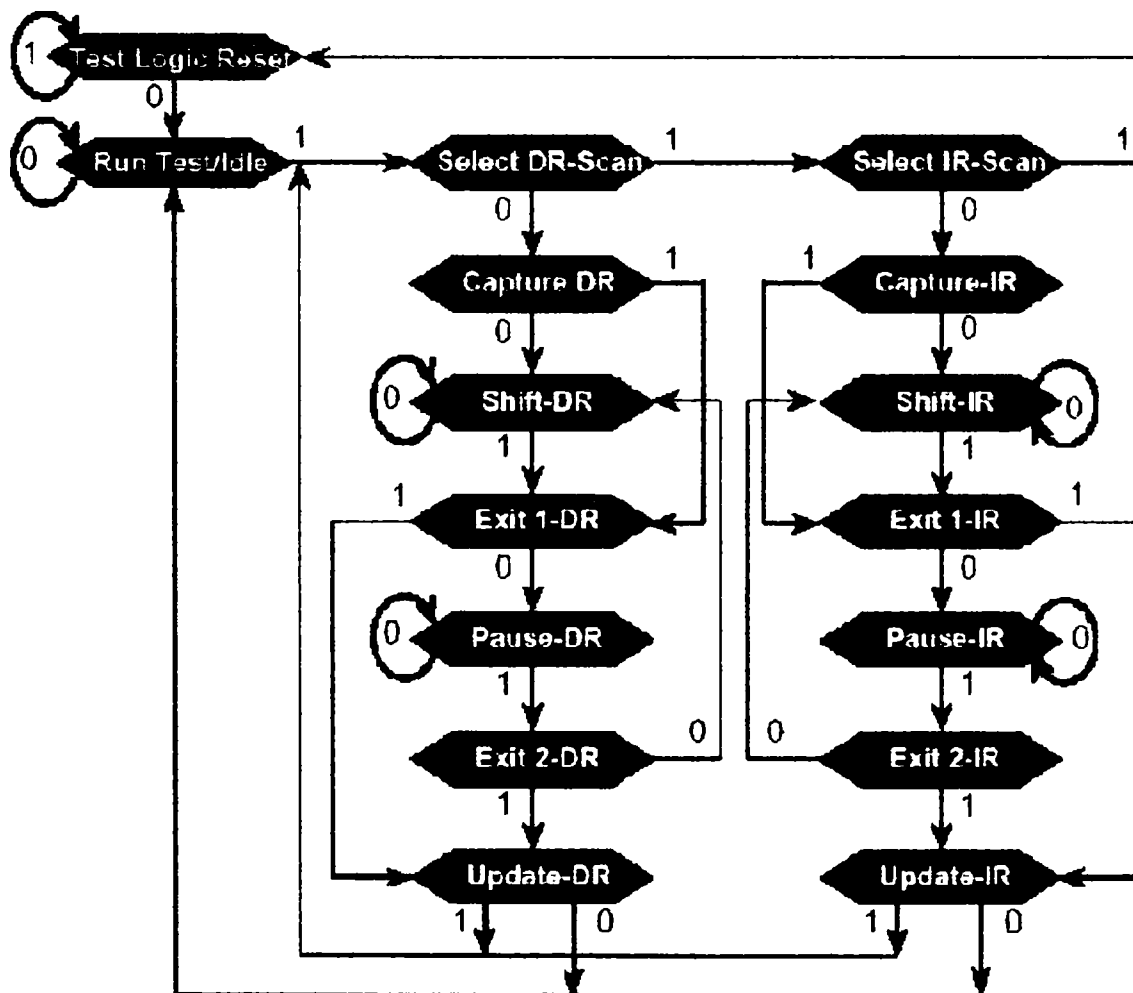 1 Test Logic Reset
0
0 Run Test/Idle 1 Select DR-Scan 1 Select IR-Scan 1
0 0
Capture DR 1 1 Capture-IR
0 0
0 Shift-DR Shift-IR 0
1 1
1 Exit 1-DR Exit 1-IR 1
0 0
0 Pause-DR Pause-IR 0
1 1
Exit 2-DR 0 0 Exit 2-IR
1 1
Update-DR Update-IR
1 0 1 0